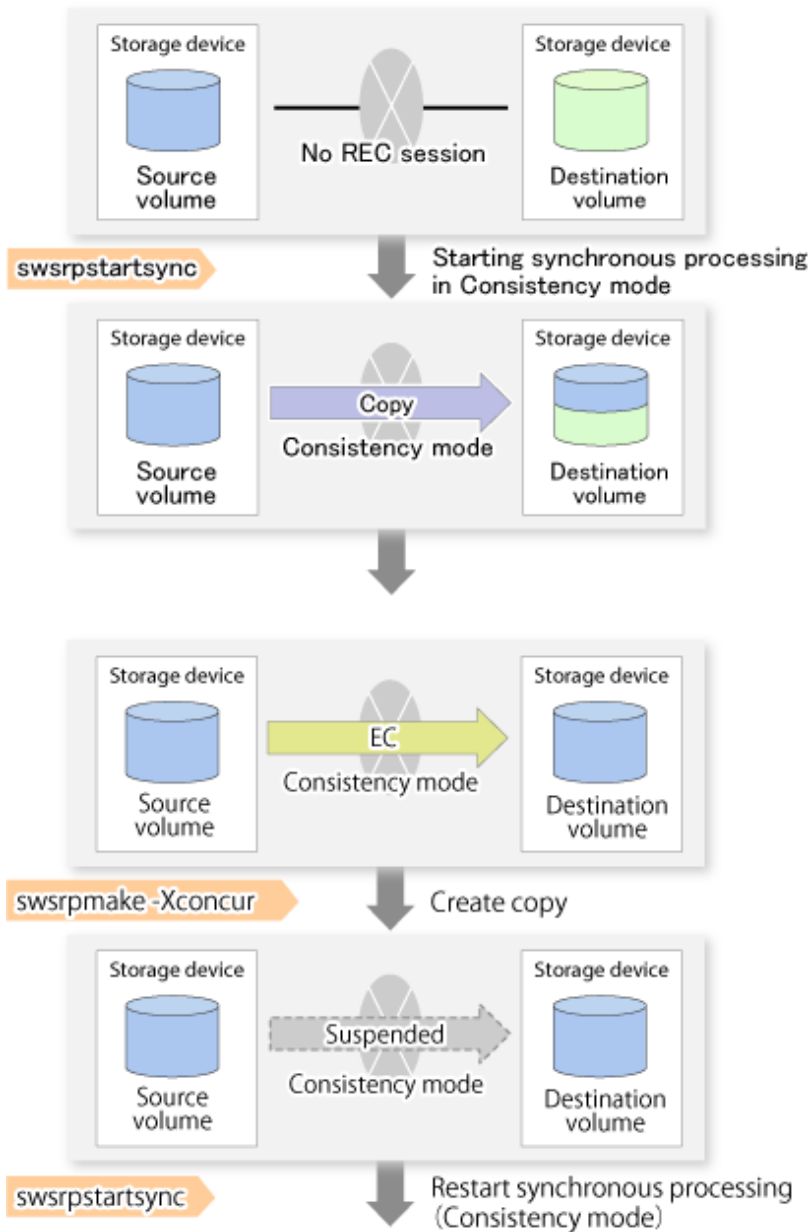 Storage device
Storage device
No REC session
Source
volume
Destination
volume
swsrpstartsync
Starting synchronous processing
in Consistency mode
Storage device
Storage device
Copy
Consistency mode
Source
volume
Destination
volume
Storage device
Storage device
EC
Consistency mode
Source
volume
Destination
volume
swsrpmake -Xconcur
Create copy
Storage device
Storage device
Suspended
Consistency mode
Source
volume
Destination
volume
swsrpstartsync
Restart synchronous processing
(Consistency mode)